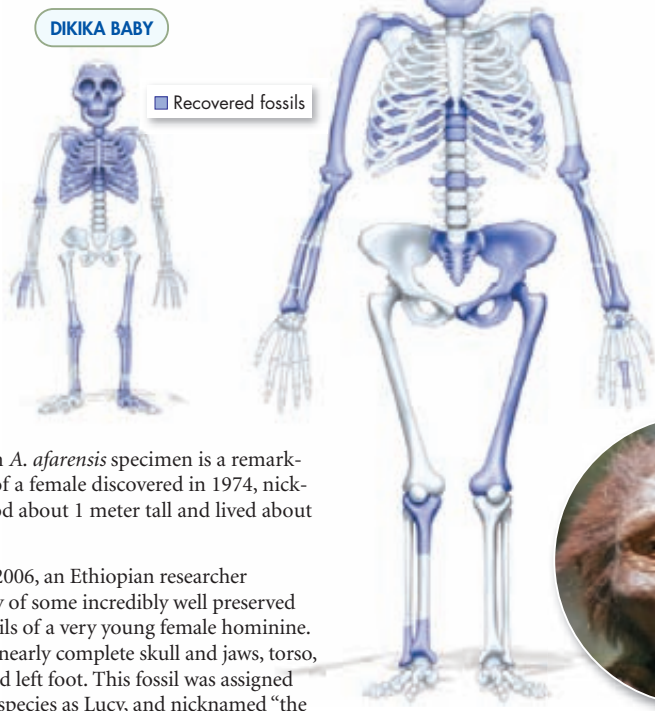 DIKIKA BABY
Recovered fossils
A. afarensis specimen is a remark-
of a female discovered in 1974, nick-
about 1 meter tall and lived about
2006, an Ethiopian researcher
of some incredibly well preserved
of a very young female hominine.
nearly complete skull and jaws, torso,
left foot. This fossil was assigned
species as Lucy, and nicknamed “the